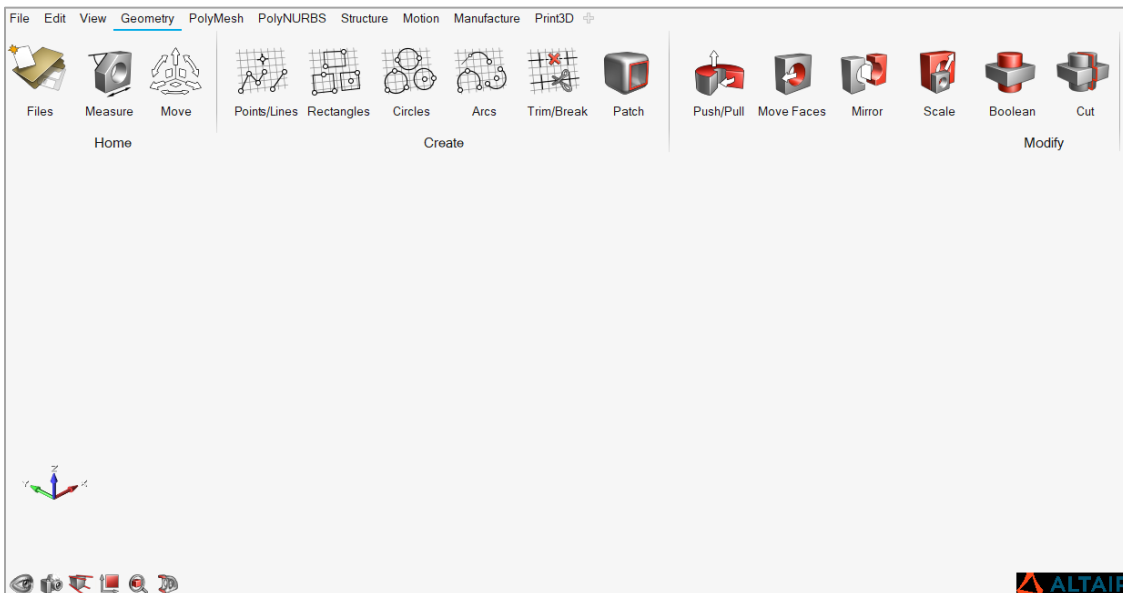 File Edit View Geometry PolyMesh PolyNURBS Structure Motion Manufacture Print3D
Files Measure Move Points/Lines Rectangles Circles Arcs Trim/Break Patch Push/Pull Move Faces Mirror Scale Boolean Cut
Home Create Modify
Z
Y X
ALTAIR